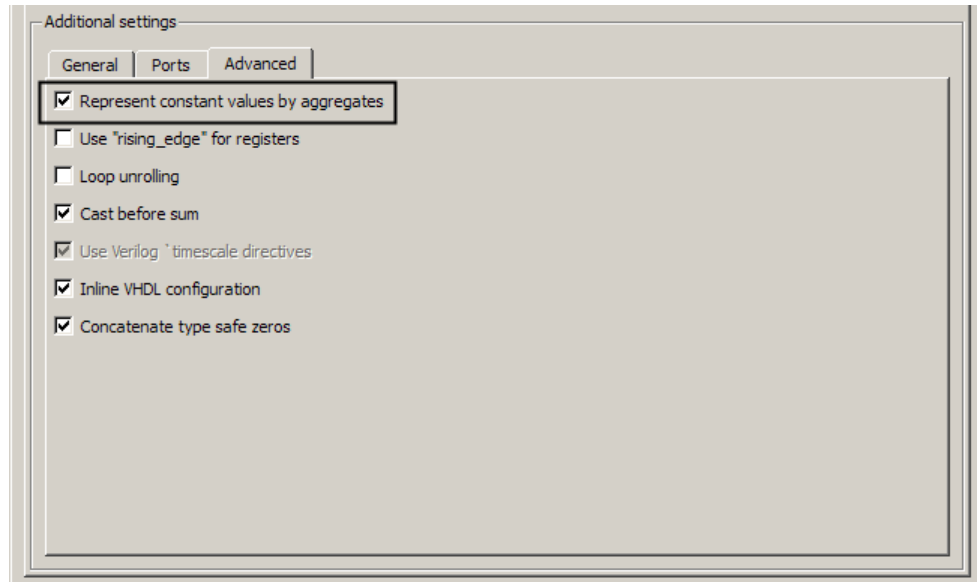 Additional settings
General Ports Advanced
Represent constant values by aggregates
Use "rising_edge" for registers
Loop unrolling
Cast before sum
Use Verilog `timescale directives
Inline VHDL configuration
Concatenate type safe zeros